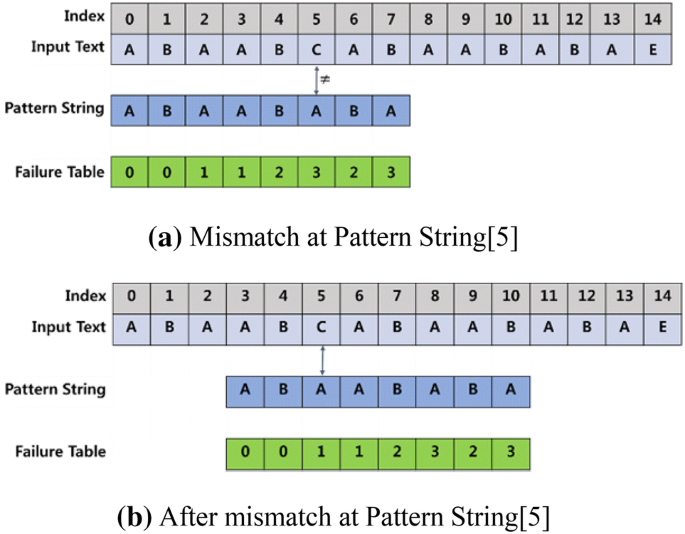 Index 0 1 2 3 4 5 6 7 8 9 10 11 12 13 14
Input Text A B A A B C A B A A B A B A E
≠
Pattern String A B A A B A B A
Failure Table 0 0 1 1 2 3 2 3
(a) Mismatch at Pattern String[5]
Index 0 1 2 3 4 5 6 7 8 9 10 11 12 13 14
Input Text A B A A B C A B A A B A B A E
Pattern String A B A A B A B A
Failure Table 0 0 1 1 2 3 2 3
(b) After mismatch at Pattern String[5]